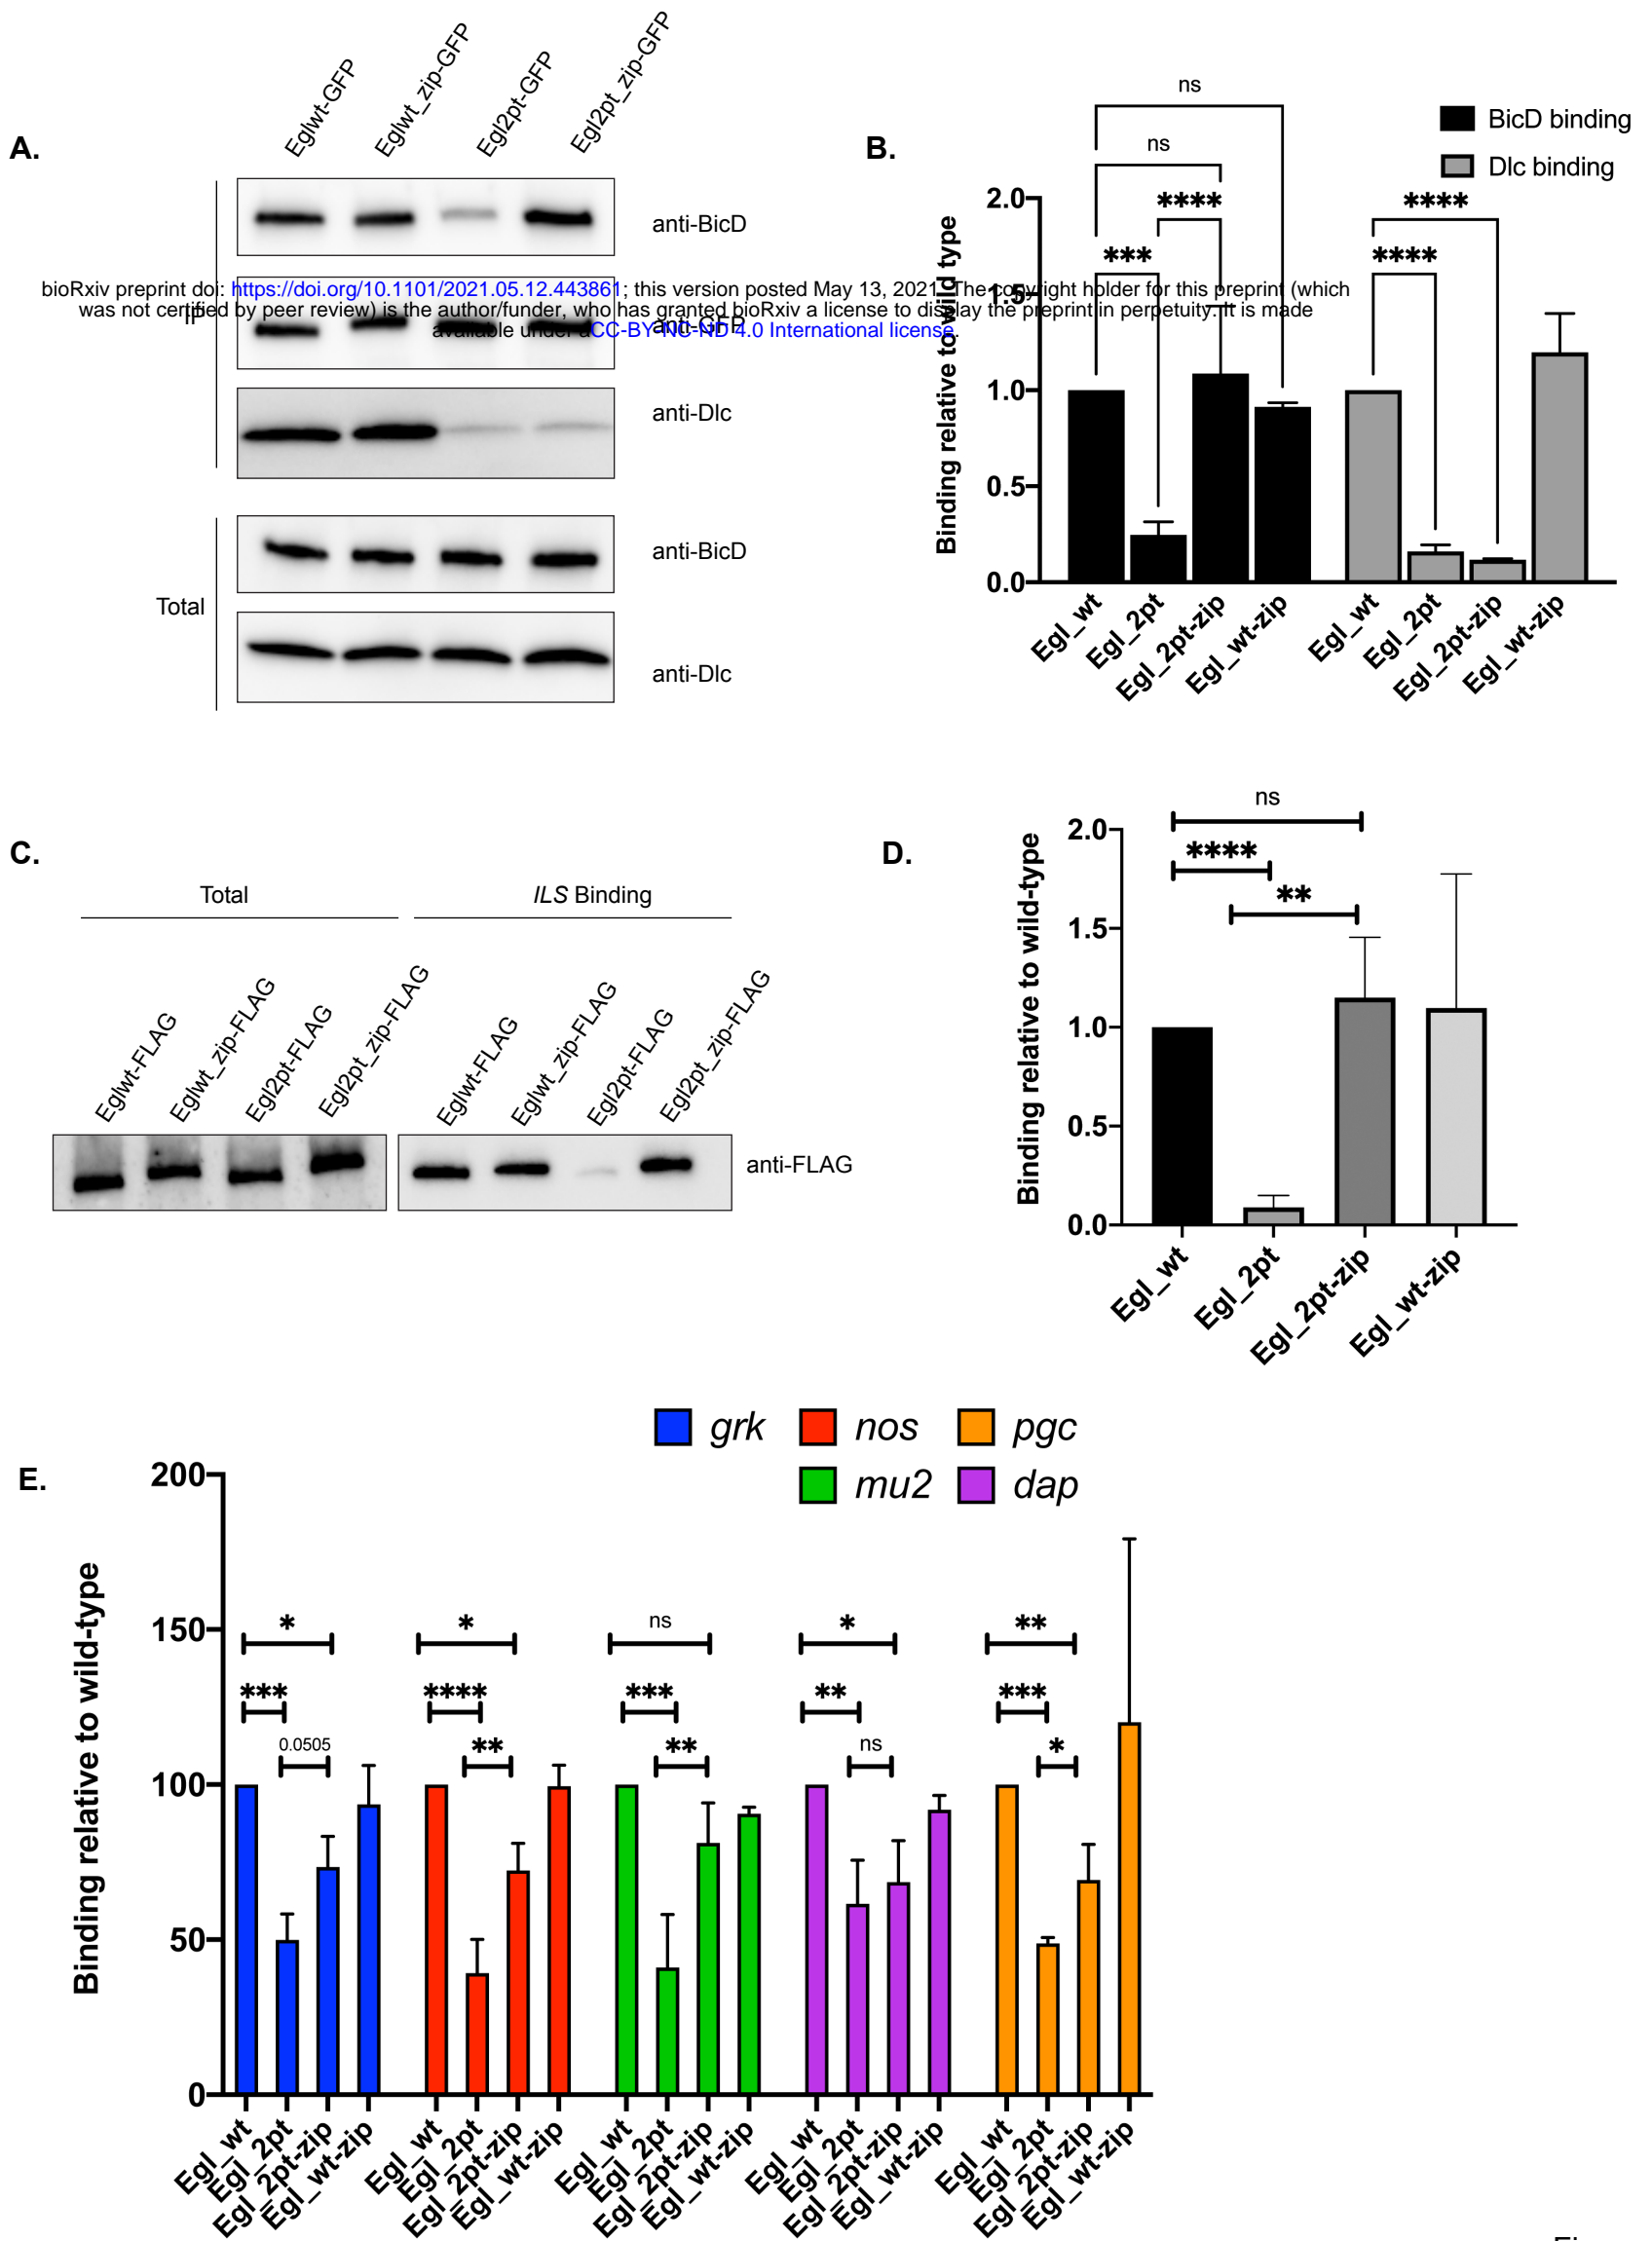 A.
Eglwt-GFP
Eglwt_zip-GFP
Egl2pt-GFP
Egl2pt_zip-GFP
anti-BicD
IP
anti-GFP
anti-Dlc
Total
anti-BicD
anti-Dlc
bioRxiv preprint doi: https://doi.org/10.1101/2021.05.12.443861; this version posted May 13, 2021. The copyright holder for this preprint (which
was not certified by peer review) is the author/funder, who has granted bioRxiv a license to display the preprint in perpetuity. It is made
available under aCC-BY-NC-ND 4.0 International license.
B.
BicD binding
Dlc binding
Binding relative to wild type
2.0
1.5
1.0
0.5
0.0
ns
ns
****
***
****
****
Egl_wt
Egl_2pt
Egl_2pt-zip
Egl_wt-zip
Egl_wt
Egl_2pt
Egl_2pt-zip
Egl_wt-zip
C.
Total
ILS Binding
Eglwt-FLAG
Eglwt_zip-FLAG
Egl2pt-FLAG
Egl2pt_zip-FLAG
Eglwt-FLAG
Eglwt_zip-FLAG
Egl2pt-FLAG
Egl2pt_zip-FLAG
anti-FLAG
D.
Binding relative to wild-type
2.0
1.5
1.0
0.5
0.0
ns
****
**
Egl_wt
Egl_2pt
Egl_2pt-zip
Egl_wt-zip
E.
grk
nos
pgc
mu2
dap
Binding relative to wild-type
200
150
100
50
0
*
***
0.0505
*
****
**
ns
***
**
*
**
ns
**
***
*
Egl_wt
Egl_2pt
Egl_2pt-zip
Egl_wt-zip
Egl_wt
Egl_2pt
Egl_2pt-zip
Egl_wt-zip
Egl_wt
Egl_2pt
Egl_2pt-zip
Egl_wt-zip
Egl_wt
Egl_2pt
Egl_2pt-zip
Egl_wt-zip
Egl_wt
Egl_2pt
Egl_2pt-zip
Egl_wt-zip